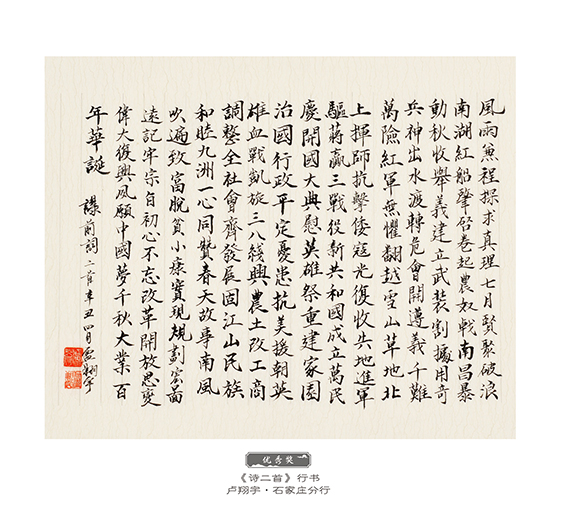 風雨兼程探求真理七月賢聚破浪
南湖紅船肇啓卷起農奴戟南昌暴
動秋收舉義建立武裝割據用奇
兵神出水渡轉危會開遵義千難
萬險紅軍無懼翻越雪山草地北
上揮師抗擊倭寇光復收失地進軍
驅蔣贏三戰役新共和國成立萬民
慶開國大典慰英雄祭重建家園
治國行政平定憂患抗美援朝英
雄血戰凱旋三八綫興農土改工商
調整全社會齊發展固江山民族
和睦九洲一心同贊春天故事南風
吹遍致富脫貧小康實現規劃宏圖
遠記牢宗旨初心不忘改革開放思變
偉大復興夙願中國夢千秋大業百
年華誕
謙前詞二首辛丑四月盧翔宇
优秀奖
《诗二首》行书
卢翔宇·石家庄分行